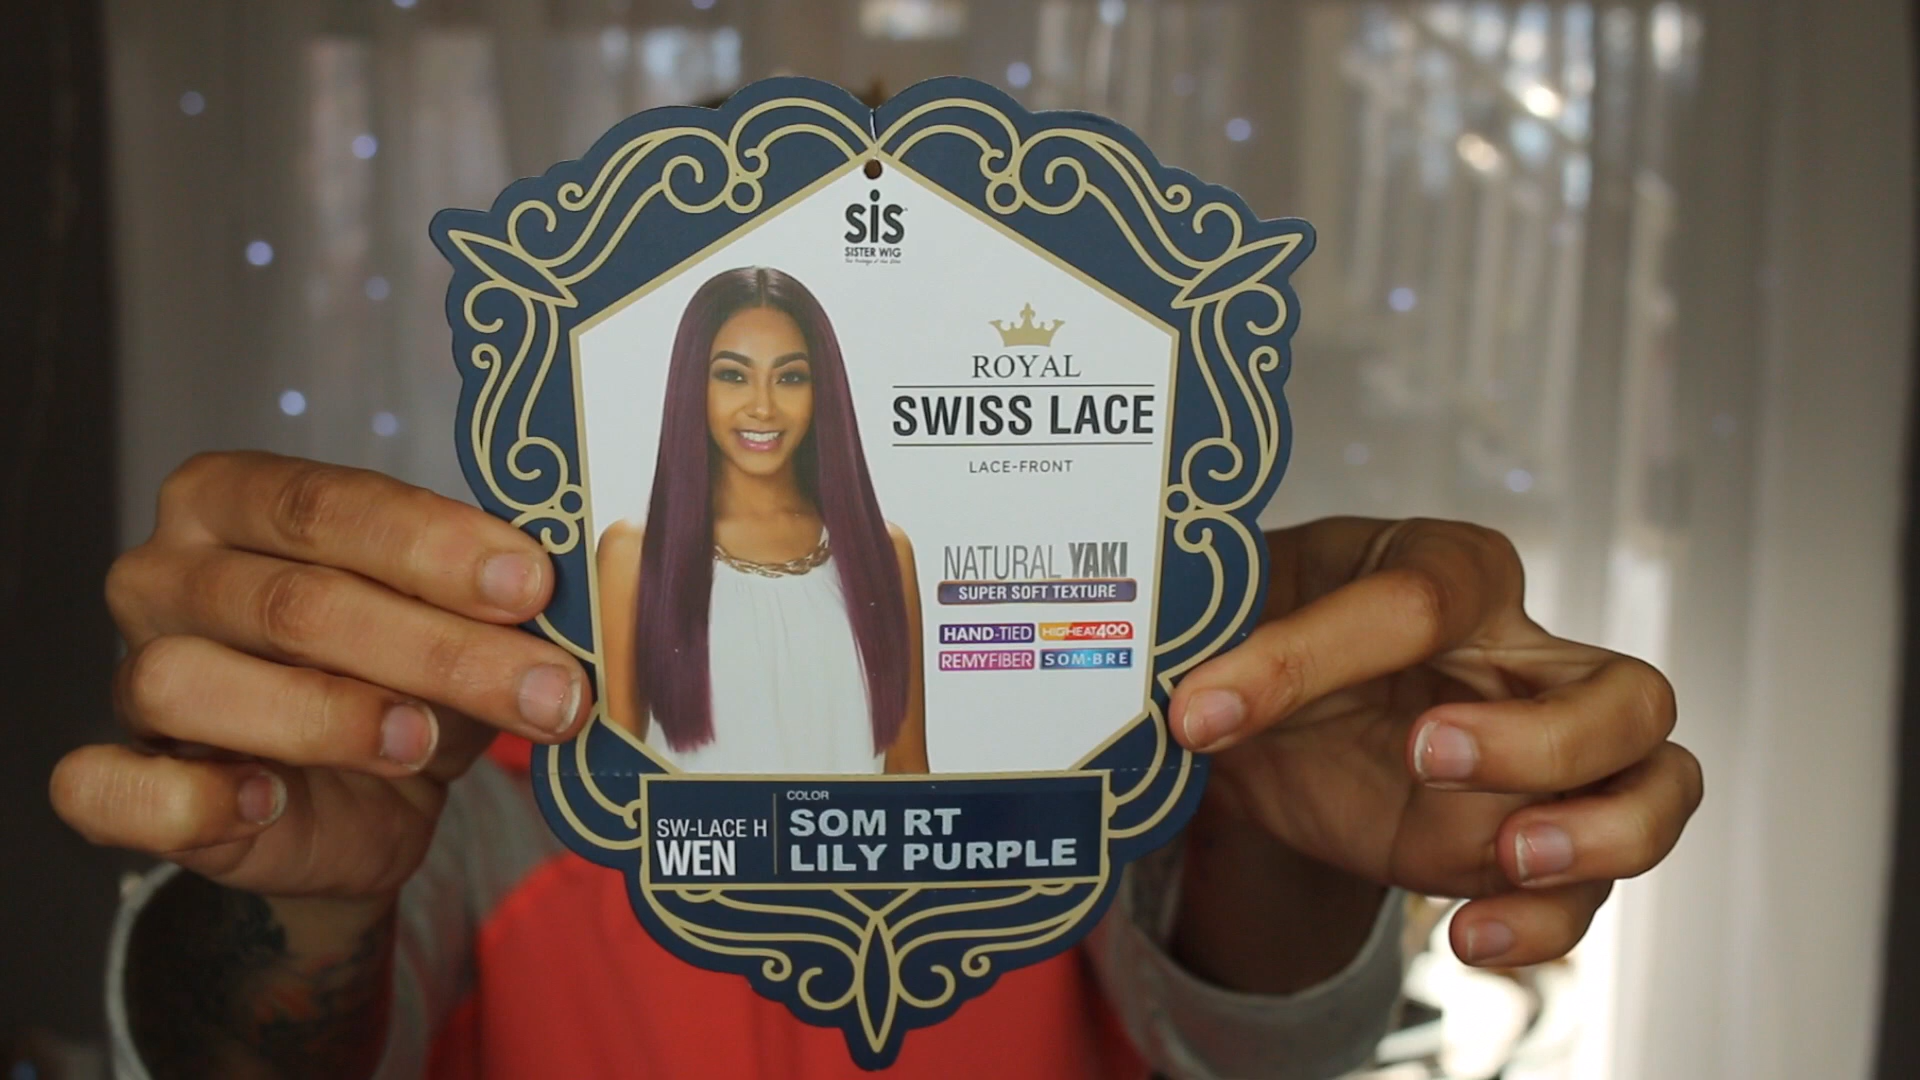 sis
SISTER WIG
ROYAL
SWISS LACE
LACE-FRONT
NATURAL YAKI
SUPER SOFT TEXTURE
HAND-TIED
HIGHEAT400
REMYFIBER
SOM·BRE
SW-LACE H
WEN
COLOR
SOM RT
LILY PURPLE